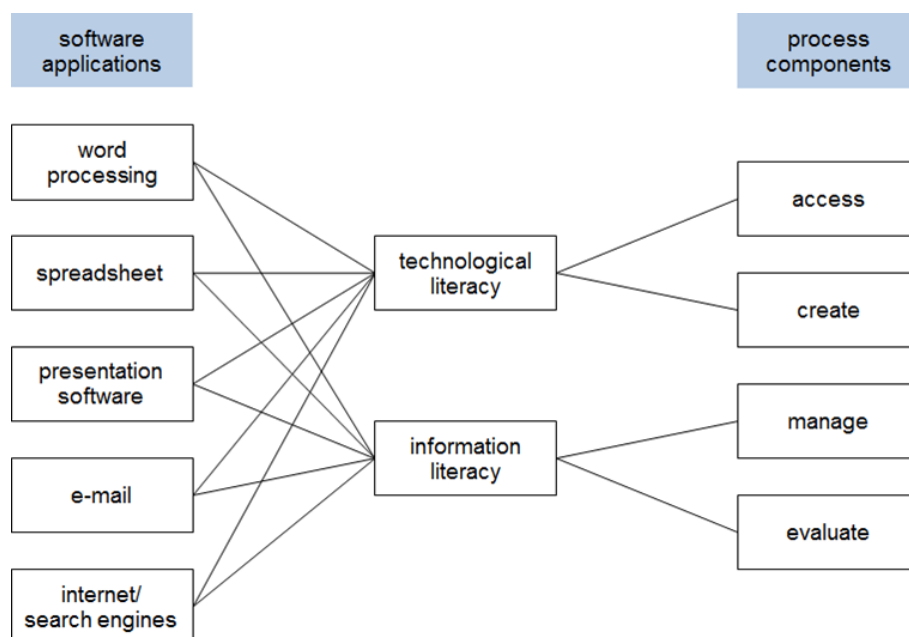 software
applications
process
components
word
processing
access
spreadsheet
technological
literacy
create
presentation
software
manage
information
literacy
e-mail
evaluate
internet/
search engines